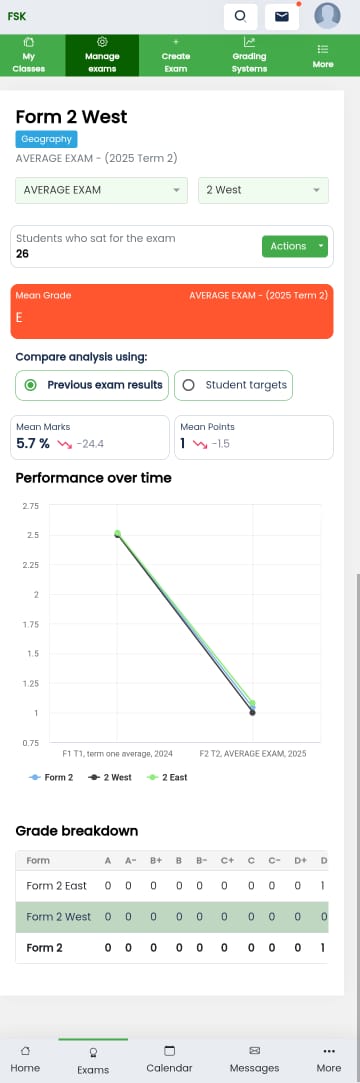 FSK
My Classes
Manage exams
+ Create Exam
Grading Systems
More
Form 2 West
Geography
AVERAGE EXAM - (2025 Term 2)
AVERAGE EXAM
2 West
Students who sat for the exam
26
Actions
Mean Grade
AVERAGE EXAM - (2025 Term 2)
E
Compare analysis using:
Previous exam results
Student targets
Mean Marks
5.7 % -24.4
Mean Points
1 -1.5
Performance over time
2.75
2.5
2.25
2
1.75
1.5
1.25
1
0.75
F1 T1, term one average, 2024
F2 T2, AVERAGE EXAM, 2025
Form 2 2 West 2 East
Grade breakdown
Form A A- B+ B B- C+ C C- D+ D
Form 2 East 0 0 0 0 0 0 0 0 0 1
Form 2 West 0 0 0 0 0 0 0 0 0 0
Form 2 0 0 0 0 0 0 0 0 0 1
Home
Exams
Calendar
Messages
More